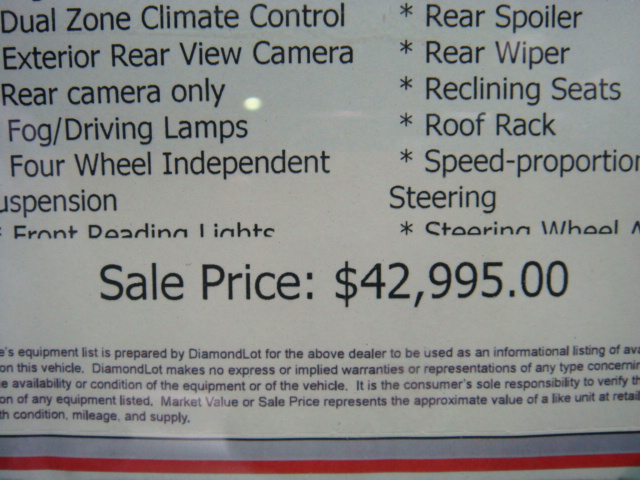 Dual Zone Climate Control
Exterior Rear View Camera
Rear camera only
Fog/Driving Lamps
Four Wheel Independent
uspension
* Front Reading Lights
* Rear Spoiler
* Rear Wiper
* Reclining Seats
* Roof Rack
* Speed-proportion
Steering
* Steering Wheel A
Sale Price: $42,995.00
e's equipment list is prepared by DiamondLot for the above dealer to be used as an informational listing of ava
on this vehicle. DiamondLot makes no express or implied warranties or representations of any type concernin
e availability or condition of the equipment or of the vehicle. It is the consumer's sole responsibility to verify th
on of any equipment listed. Market Value or Sale Price represents the approximate value of a like unit at retail
th condition, mileage, and supply.